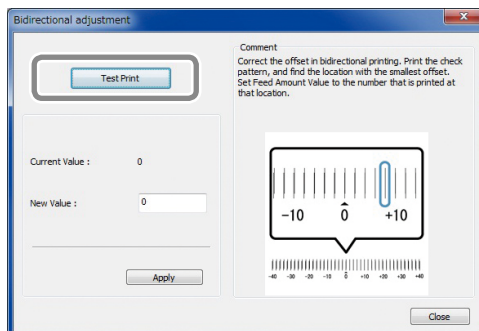 Bidirectional adjustment
Test Print
Current Value : 0
New Value : 0
Apply
Comment
Correct the offset in bidirectional printing. Print the check
pattern, and find the location with the smallest offset.
Set Feed Amount Value to the number that is printed at
that location.
-10 0 +10
-40 -30 -20 -10 0 +10 +20 +30 +40
Close